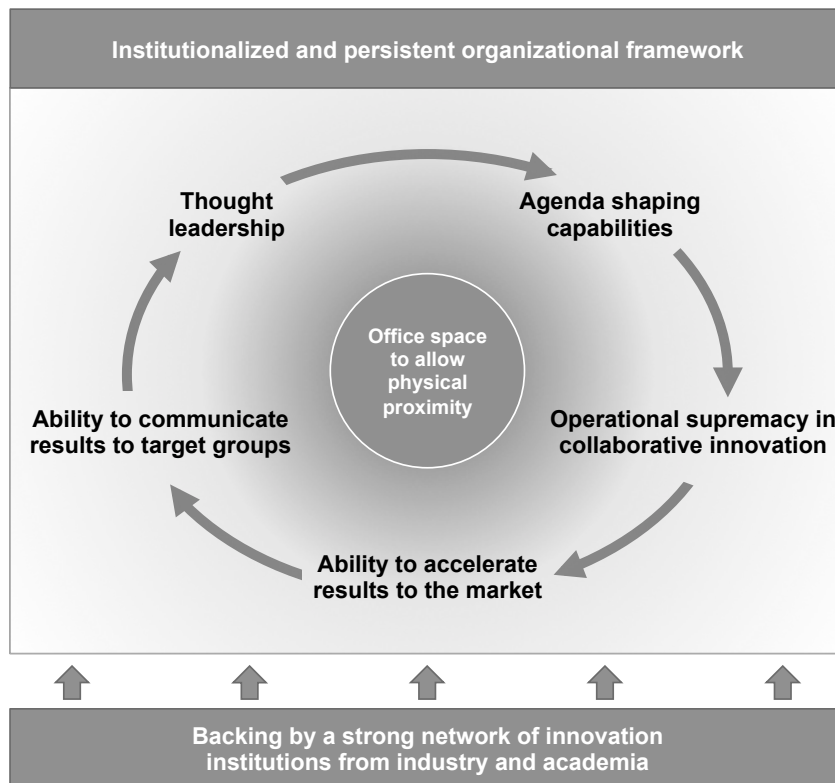 Institutionalized and persistent organizational framework
Thought
leadership
Agenda shaping
capabilities
Office space
to allow
physical
proximity
Ability to communicate
results to target groups
Operational supremacy in
collaborative innovation
Ability to accelerate
results to the market
Backing by a strong network of innovation
institutions from industry and academia